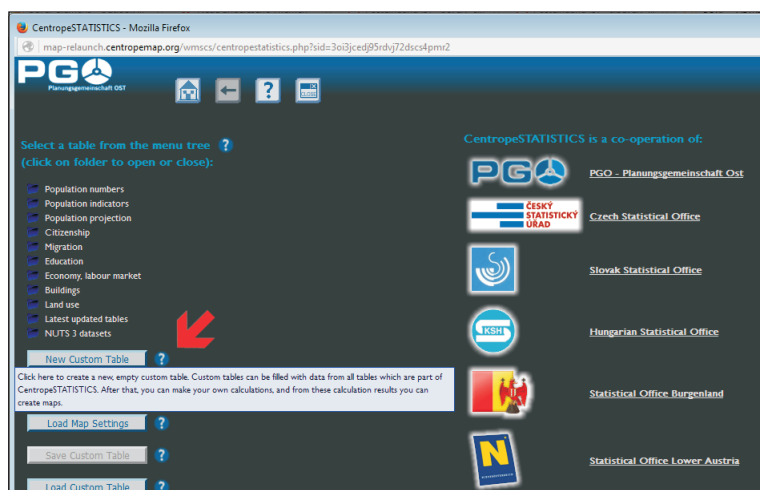 CentropeSTATISTICS - Mozilla Firefox
map-relaunch.centropemap.org/wmscs/centropestatistics.php?sid=3oi3jcedj95rdvj72dscs4pmr2
PGO
Planungsgemeinschaft OST
?
CLOSE
Select a table from the menu tree ?
(click on folder to open or close):
Population numbers
Population indicators
Population projection
Citizenship
Migration
Education
Economy, labour market
Buildings
Land use
Latest updated tables
NUTS 3 datasets
New Custom Table ?
Click here to create a new, empty custom table. Custom tables can be filled with data from all tables which are part of
CentropeSTATISTICS. After that, you can make your own calculations, and from these calculation results you can
create maps.
Load Map Settings ?
Save Custom Table ?
Load Custom Table ?
CentropeSTATISTICS is a co-operation of:
PGO
PGO - Planungsgemeinschaft Ost
ČESKÝ
STATISTICKÝ
ÚŘAD
Czech Statistical Office
Slovak Statistical Office
KSH
Hungarian Statistical Office
Statistical Office Burgenland
N
Statistical Office Lower Austria